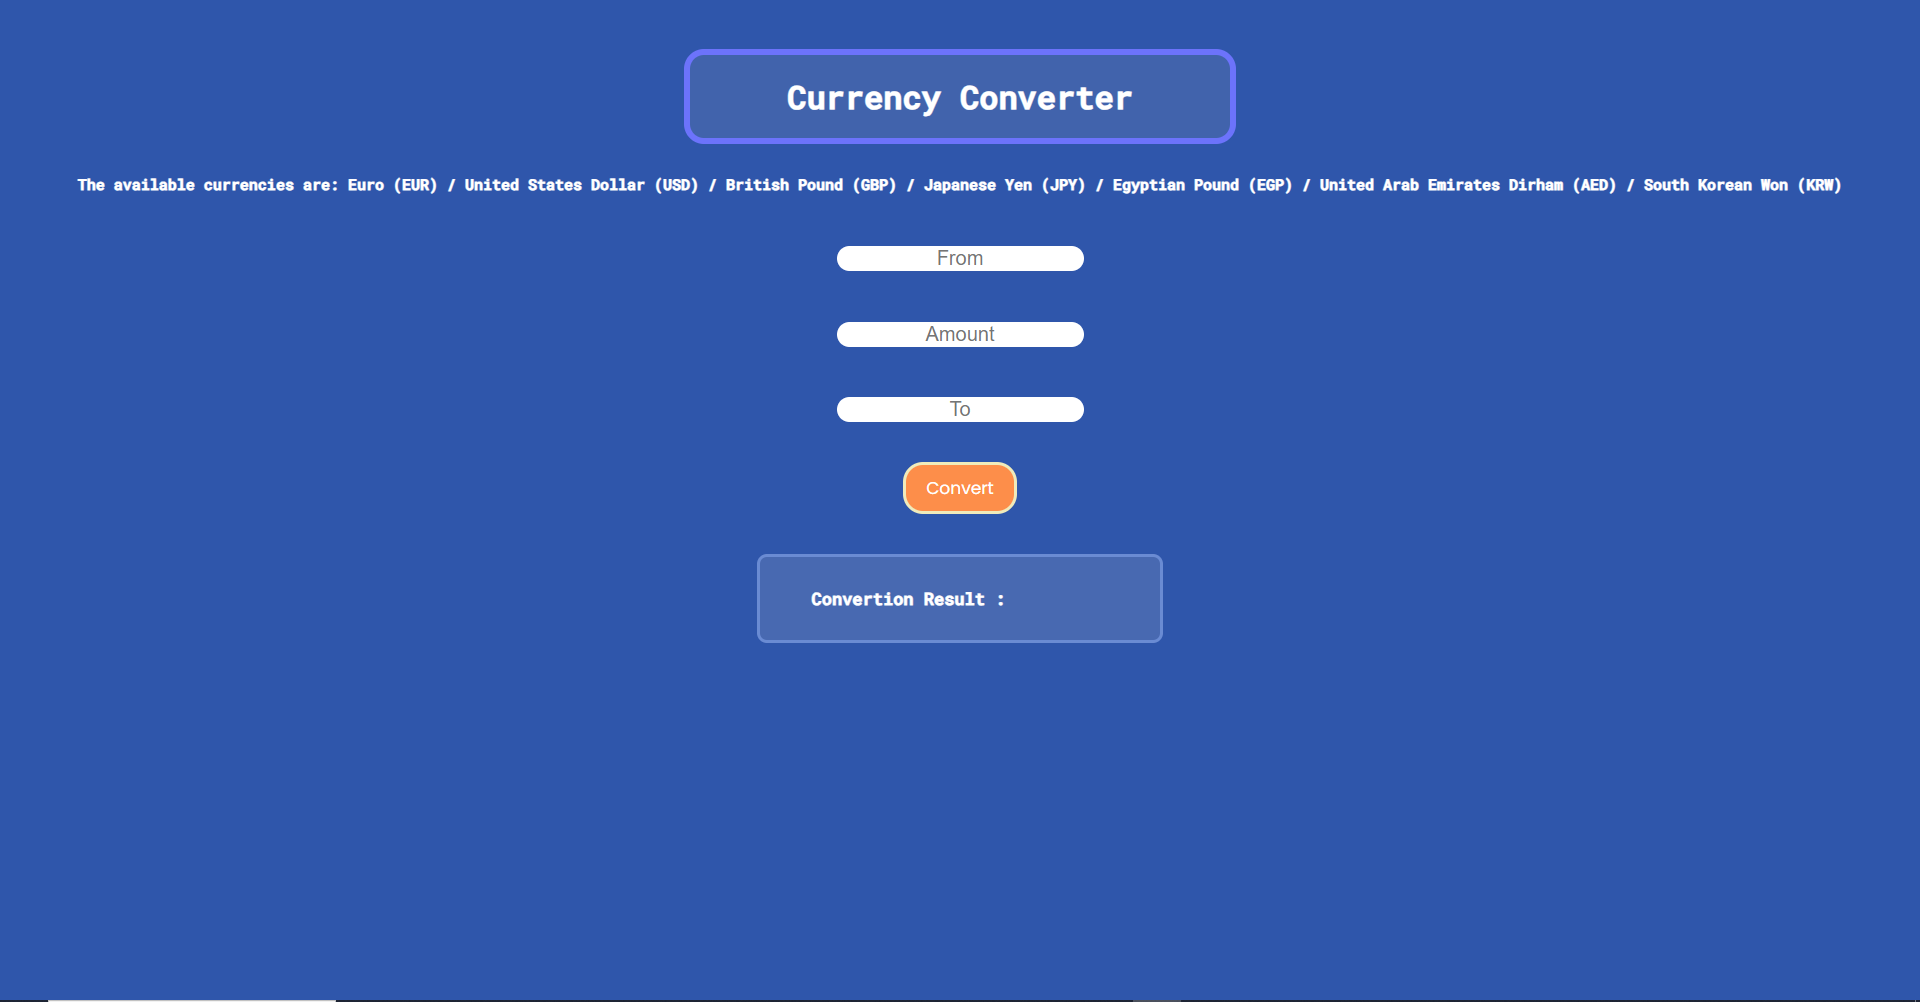 Currency Converter
The available currencies are: Euro (EUR) / United States Dollar (USD) / British Pound (GBP) / Japanese Yen (JPY) / Egyptian Pound (EGP) / United Arab Emirates Dirham (AED) / South Korean Won (KRW)
From
Amount
To
Convert
Convertion Result :